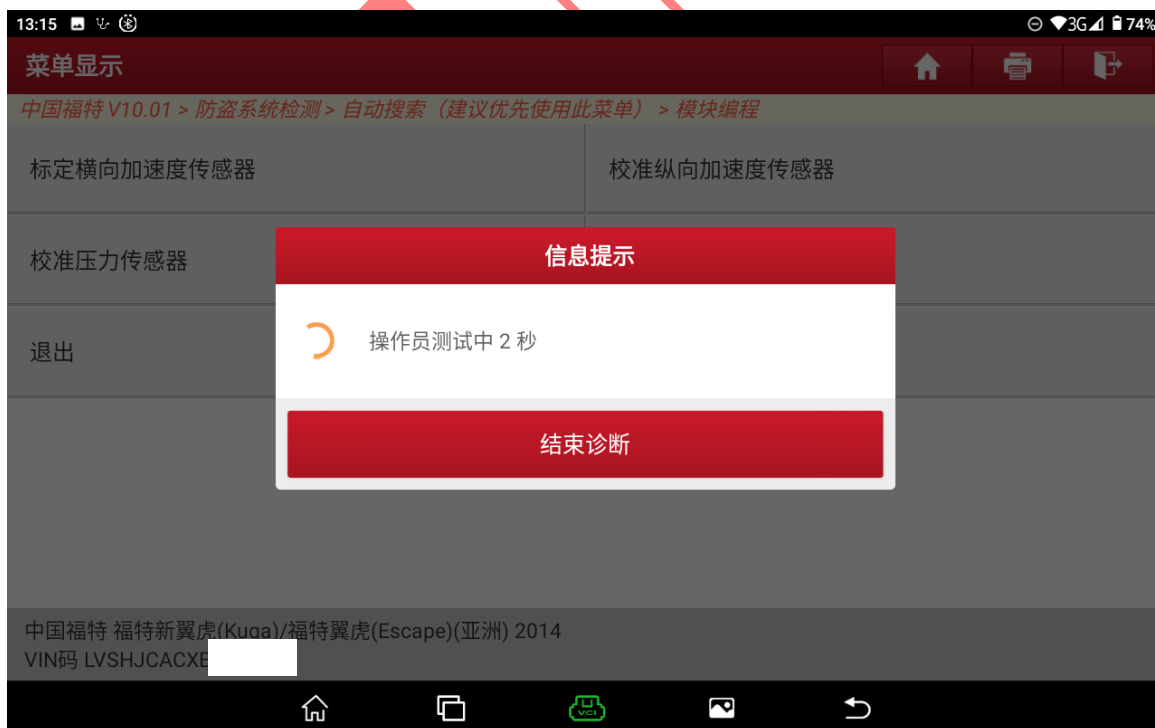 13:15 3G 74%
菜单显示
中国福特 V10.01 > 防盗系统检测 > 自动搜索（建议优先使用此菜单） > 模块编程
标定横向加速度传感器 校准纵向加速度传感器
校准压力传感器
信息提示
操作员测试中 2 秒
退出
结束诊断
中国福特 福特新翼虎(Kuga)/福特翼虎(Escape)(亚洲) 2014
VIN码 LVSHJCACXE
VCI